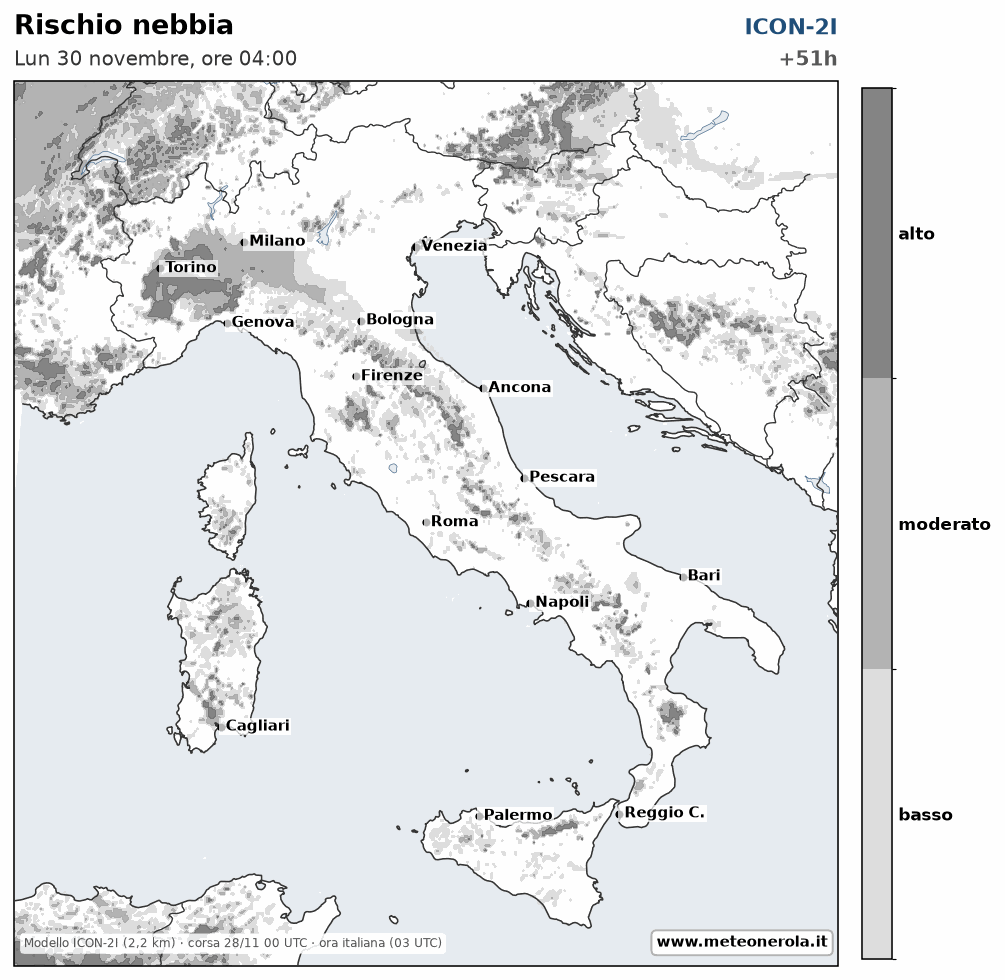 Rischio nebbia
ICON-2I
Lun 30 novembre, ore 04:00
+51h
Milano
Venezia
Torino
Genova
Bologna
Firenze
Ancona
Pescara
Roma
Bari
Napoli
Cagliari
Palermo
Reggio C.
alto
moderato
basso
Modello ICON-2I (2,2 km) · corsa 28/11 00 UTC · ora italiana (03 UTC)
www.meteonerola.it